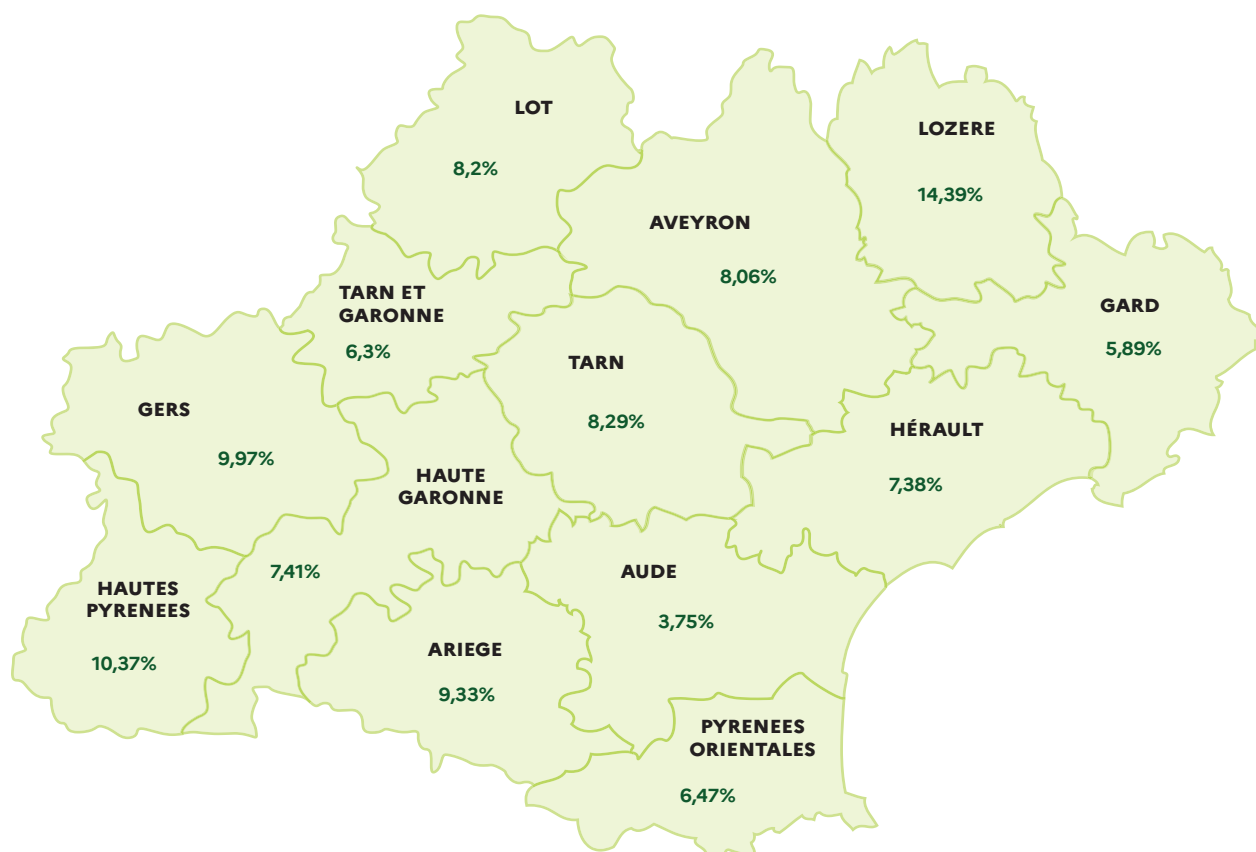 LOT
8,2%
LOZERE
14,39%
AVEYRON
8,06%
TARN ET
GARONNE
6,3%
GARD
5,89%
TARN
8,29%
GERS
9,97%
HÉRAULT
7,38%
HAUTE
GARONNE
7,41%
HAUTES
PYRENEES
10,37%
AUDE
3,75%
ARIEGE
9,33%
PYRENEES
ORIENTALES
6,47%